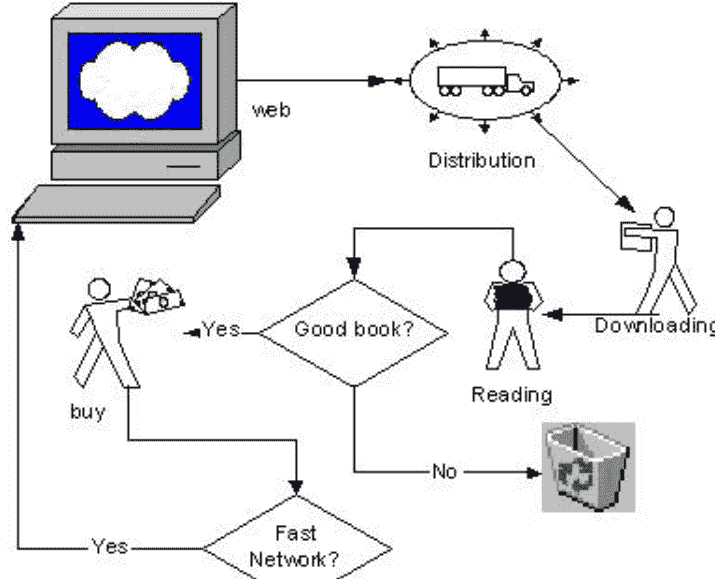 web
Distribution
Downloading
Yes
Good book?
Reading
buy
No
Yes
Fast
Network?